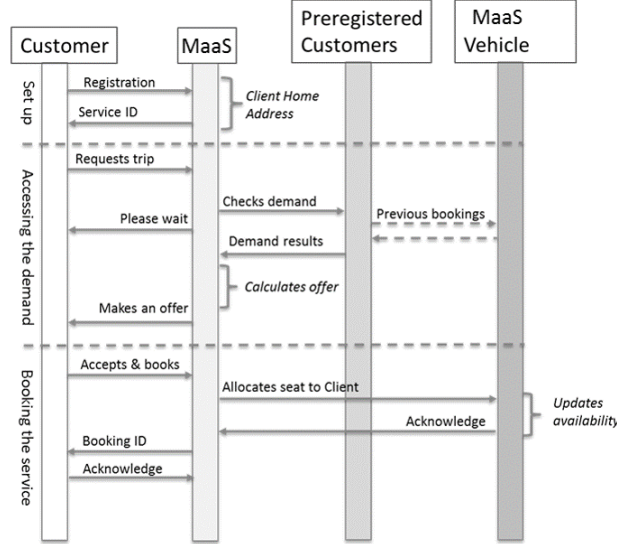 Customer
MaaS
Preregistered
Customers
MaaS
Vehicle
Set up
Registration
Client Home
Address
Service ID
Accessing the demand
Requests trip
Checks demand
Please wait
Previous bookings
Demand results
Calculates offer
Makes an offer
Booking the service
Accepts & books
Allocates seat to Client
Updates
availability
Acknowledge
Booking ID
Acknowledge